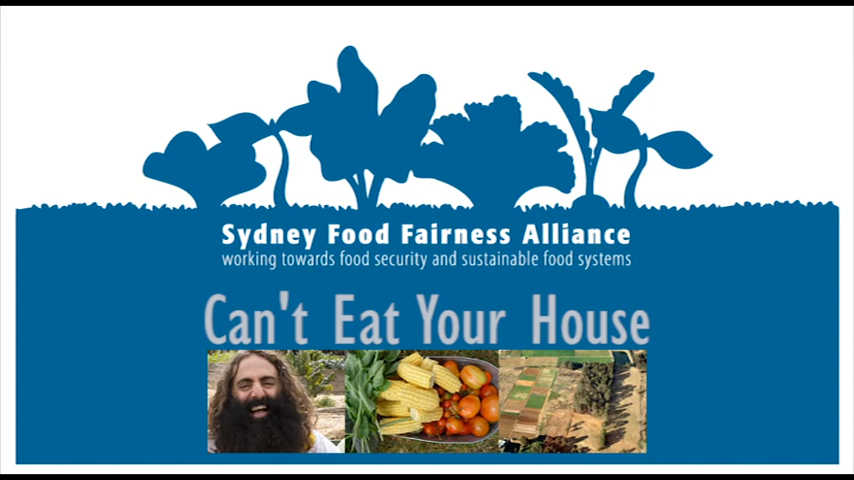 Sydney Food Fairness Alliance
working towards food security and sustainable food systems
Can't Eat Your House